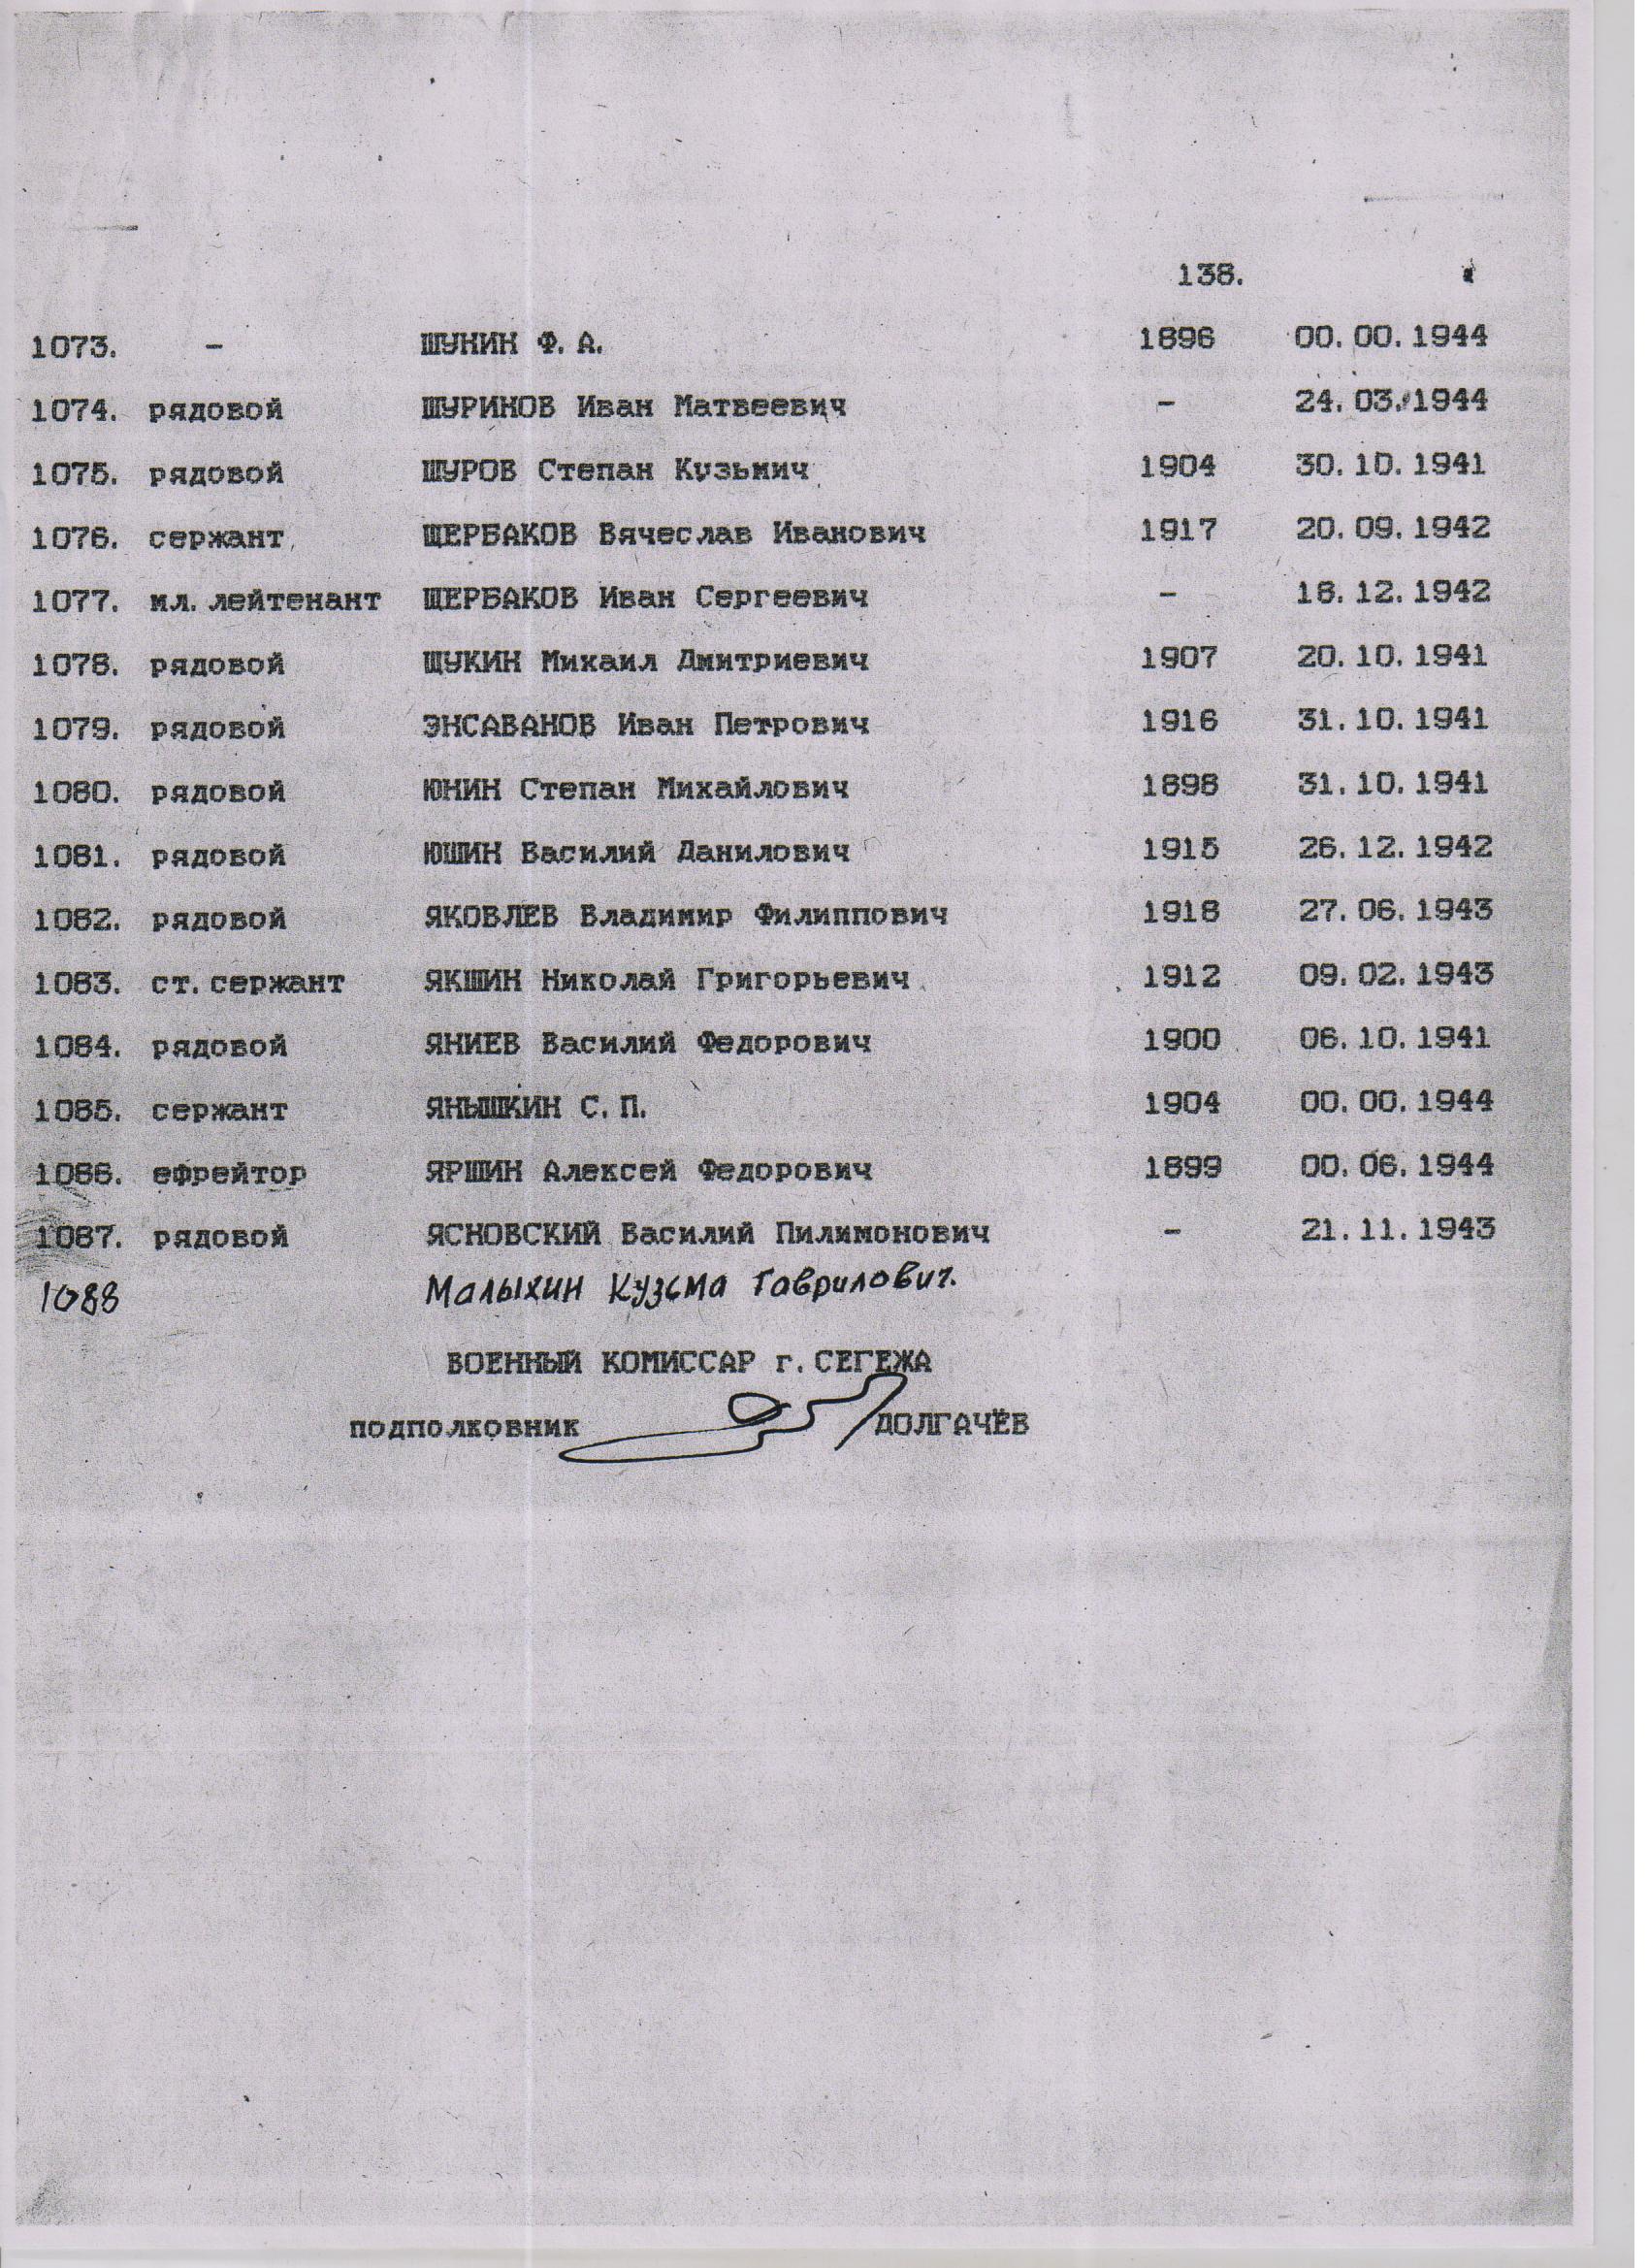 138.
1073. – ШУНИН Ф. А. 1896 00. 00. 1944
1074. рядовой ШУРИНОВ Иван Матвеевич – 24. 03. 1944
1075. рядовой ШУРОВ Степан Кузьмич 1904 30. 10. 1941
1076. сержант ЩЕРБАКОВ Вячеслав Иванович 1917 20. 09. 1942
1077. мл. лейтенант ЩЕРБАКОВ Иван Сергеевич – 18. 12. 1942
1078. рядовой ЩУКИН Михаил Дмитриевич 1907 20. 10. 1941
1079. рядовой ЭНСАВАНОВ Иван Петрович 1916 31. 10. 1941
1080. рядовой ЮНИН Степан Михайлович 1898 31. 10. 1941
1081. рядовой ЮШИН Василий Данилович 1915 26. 12. 1942
1082. рядовой ЯКОВЛЕВ Владимир Филиппович 1918 27. 06. 1943
1083. ст. сержант ЯКШИН Николай Григорьевич 1912 09. 02. 1943
1084. рядовой ЯНИЕВ Василий Федорович 1900 06. 10. 1941
1085. сержант ЯНЫШКИН С. П. 1904 00. 00. 1944
1086. ефрейтор ЯРШИН Алексей Федорович 1899 00. 06. 1944
1087. рядовой ЯСНОВСКИЙ Василий Пилимонович – 21. 11. 1943
1088 Малыхин Кузьма Гаврилович.
ВОЕННЫЙ КОМИССАР г. СЕГЕЖА
подполковник ДОЛГАЧЁВ